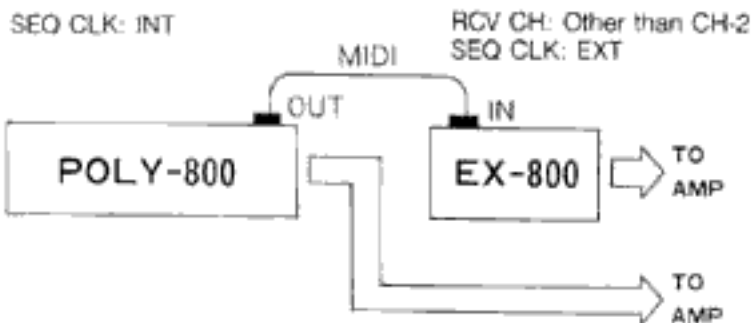 SEQ CLK: INT
RCV CH: Other than CH-2
SEQ CLK: EXT
MIDI
OUT
IN
POLY-800
EX-800
TO
AMP
TO
AMP